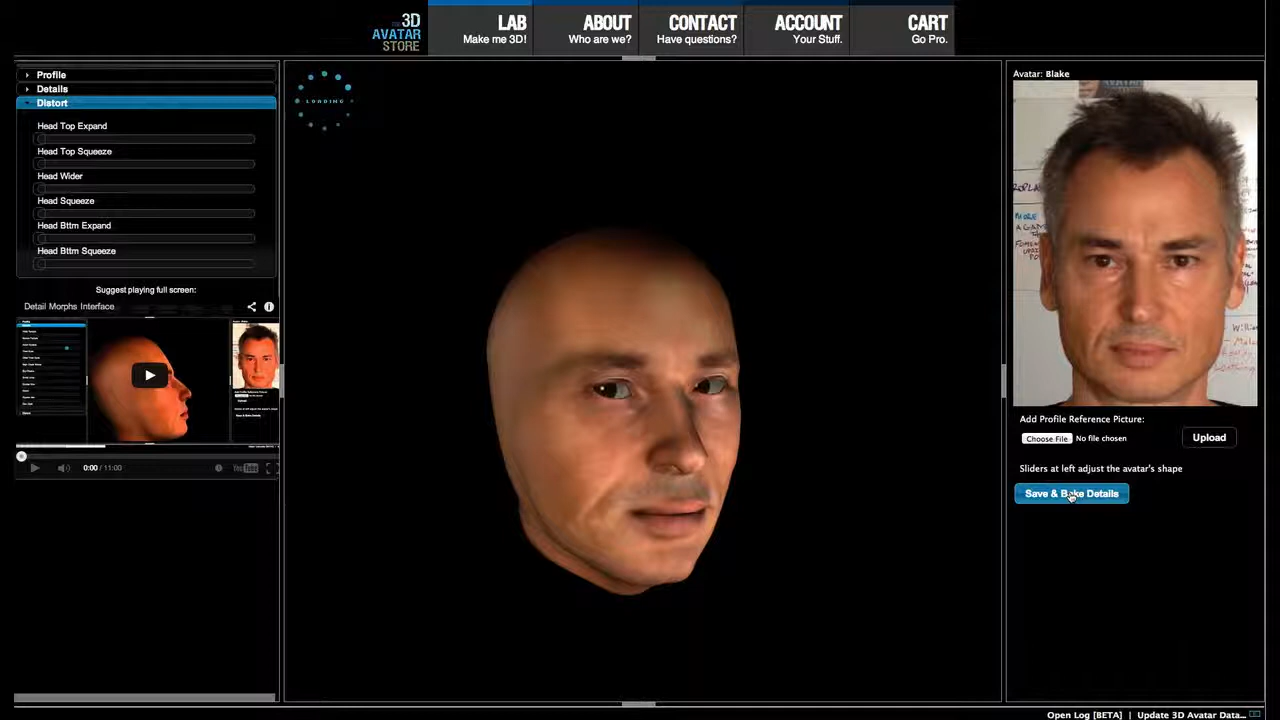 3D
AVATAR
STORE
LAB
Make me 3D!
ABOUT
Who are we?
CONTACT
Have questions?
ACCOUNT
Your Stuff.
CART
Go Pro.
Profile
Details
Distort
Head Top Expand
Head Top Squeeze
Head Wider
Head Squeeze
Head Bttm Expand
Head Bttm Squeeze
Suggest playing full screen:
Detail Morphs Interface
0:00 / 11:00
YouTube
LOADING
Avatar: Blake
MORE
Add Profile Reference Picture:
Choose File No file chosen
Upload
Sliders at left adjust the avatar's shape
Save & Bake Details
Open Log [BETA] | Update 3D Avatar Data...